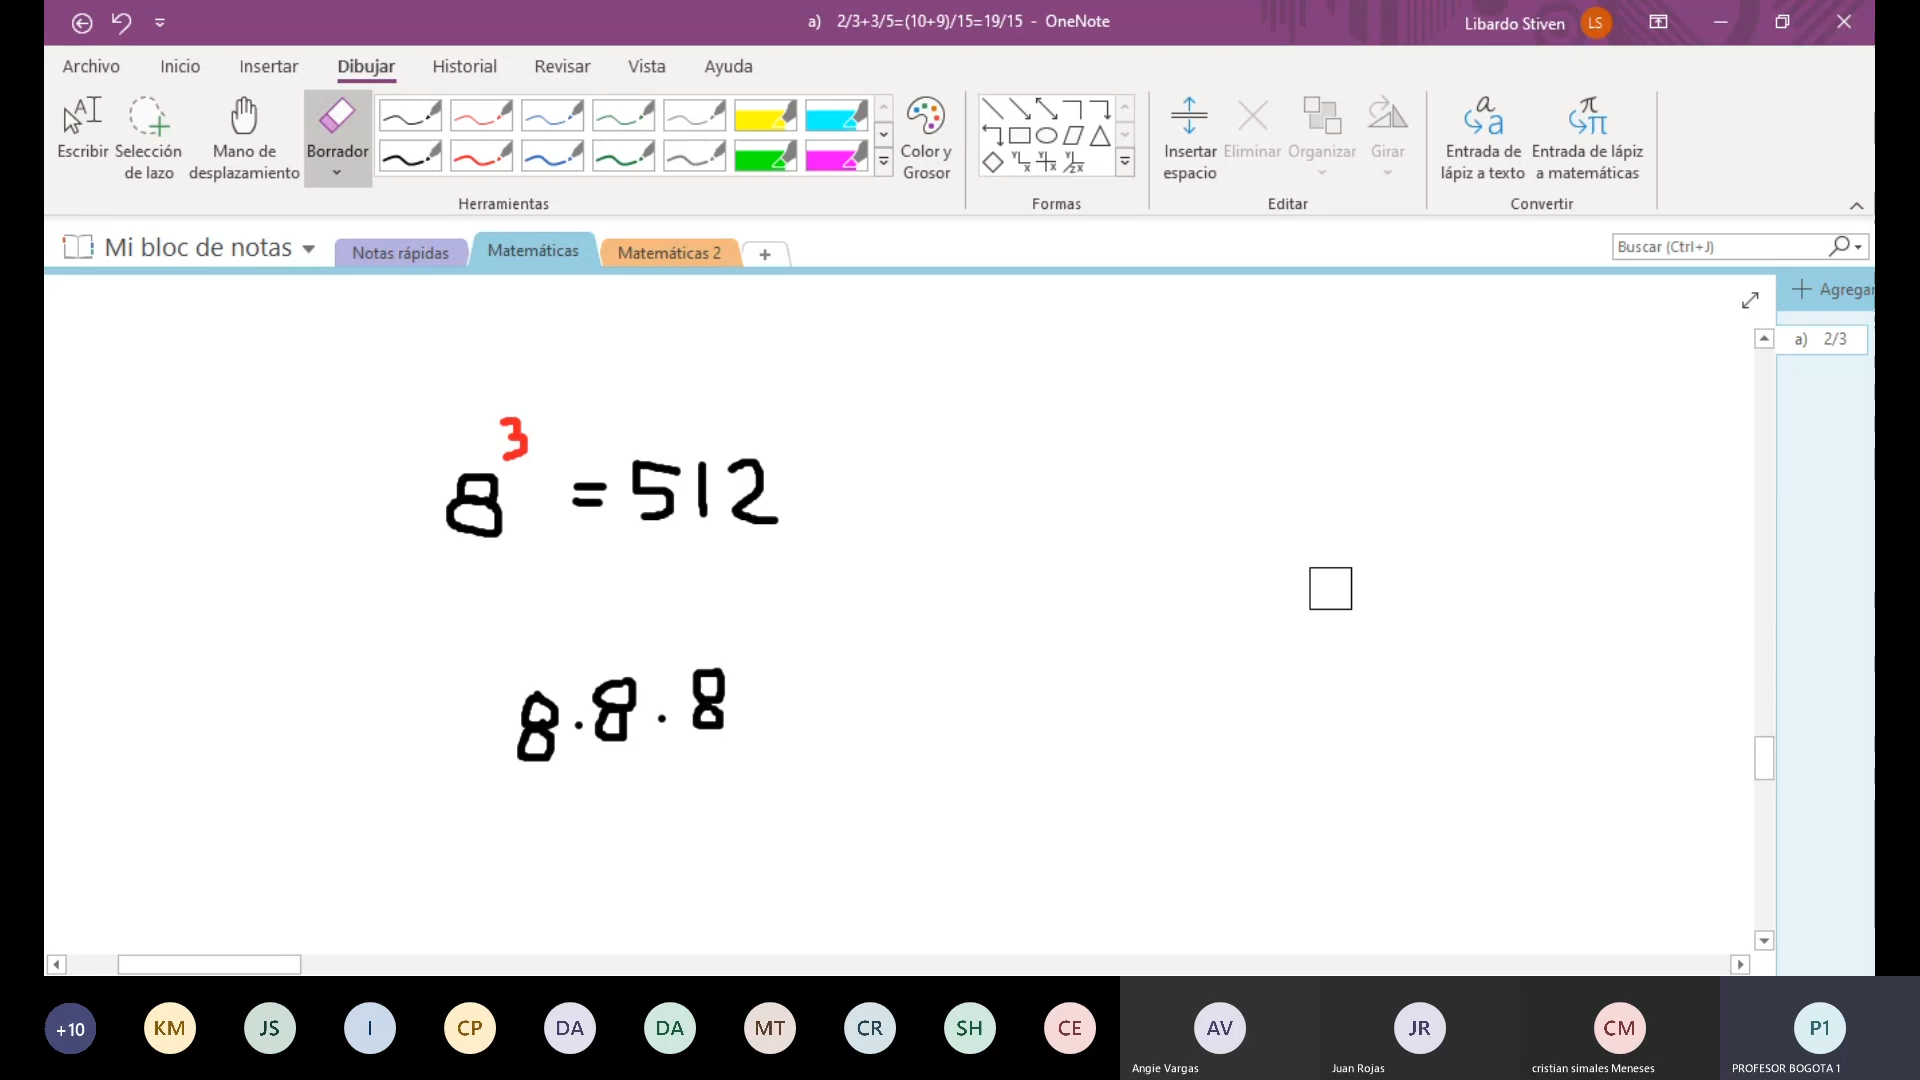 a) 2/3+3/5=(10+9)/15=19/15 - OneNote
Libardo Stiven LS
Archivo Inicio Insertar Dibujar Historial Revisar Vista Ayuda
Escribir
Selección de lazo
Mano de desplazamiento
Borrador
Color y Grosor
Insertar espacio
Eliminar
Organizar
Girar
Entrada de lápiz a texto
Entrada de lápiz a matemáticas
Herramientas Formas Editar Convertir
Mi bloc de notas
Notas rápidas
Matemáticas
Matemáticas 2
Buscar (Ctrl+J)
Agregar
a) 2/3
8³ = 512
8.8.8
+10 KM JS I CP DA DA MT CR SH CE AV JR CM P1
Angie Vargas Juan Rojas cristian simales Meneses PROFESOR BOGOTA 1